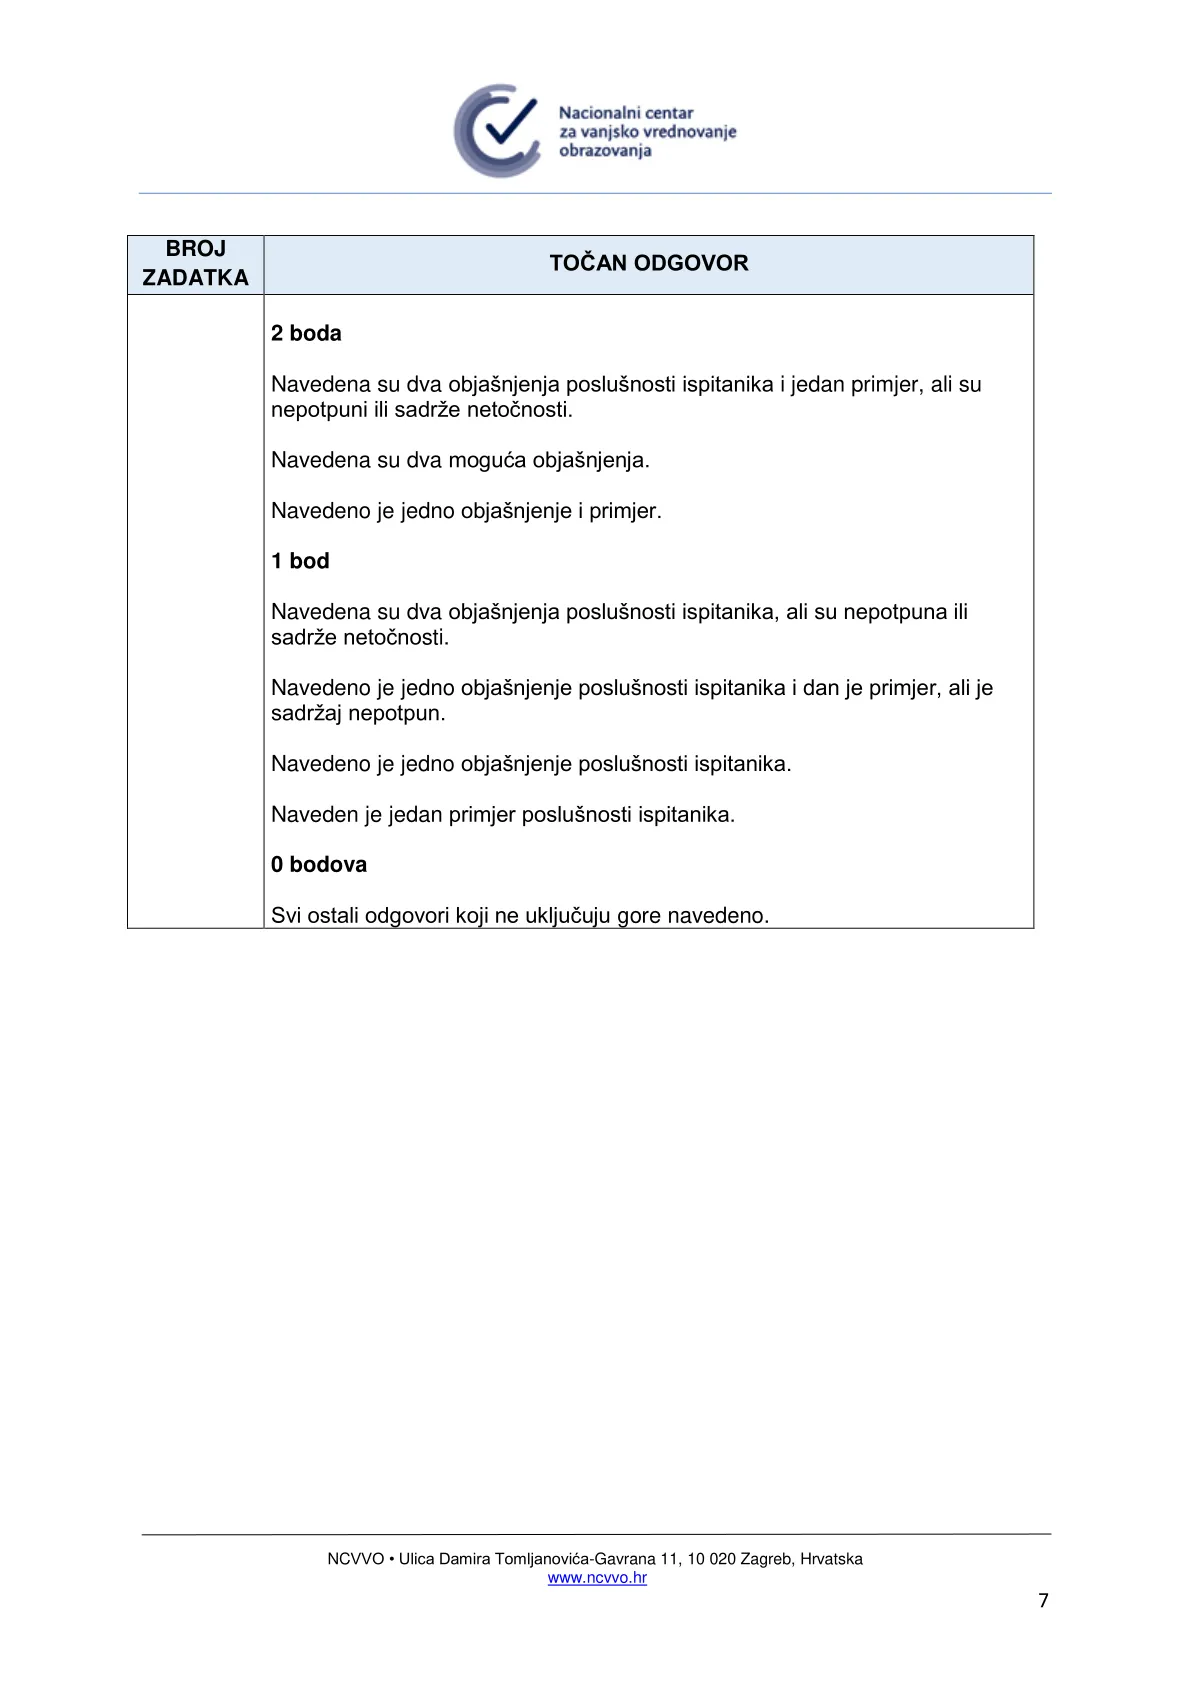 Nacionalni centar
za vanjsko vrednovanje
obrazovanja
BROJ
ZADATKA
TOČAN ODGOVOR
2 boda
Navedena su dva objašnjenja poslušnosti ispitanika i jedan primjer, ali su
nepotpuni ili sadrže netočnosti.
Navedena su dva moguća objašnjenja.
Navedeno je jedno objašnjenje i primjer.
1 bod
Navedena su dva objašnjenja poslušnosti ispitanika, ali su nepotpuna ili
sadrže netočnosti.
Navedeno je jedno objašnjenje poslušnosti ispitanika i dan je primjer, ali je
sadržaj nepotpun.
Navedeno je jedno objašnjenje poslušnosti ispitanika.
Naveden je jedan primjer poslušnosti ispitanika.
0 bodova
Svi ostali odgovori koji ne uključuju gore navedeno.
NCVVO • Ulica Damira Tomljanovića-Gavrana 11, 10 020 Zagreb, Hrvatska
www.ncvvo.hr
7